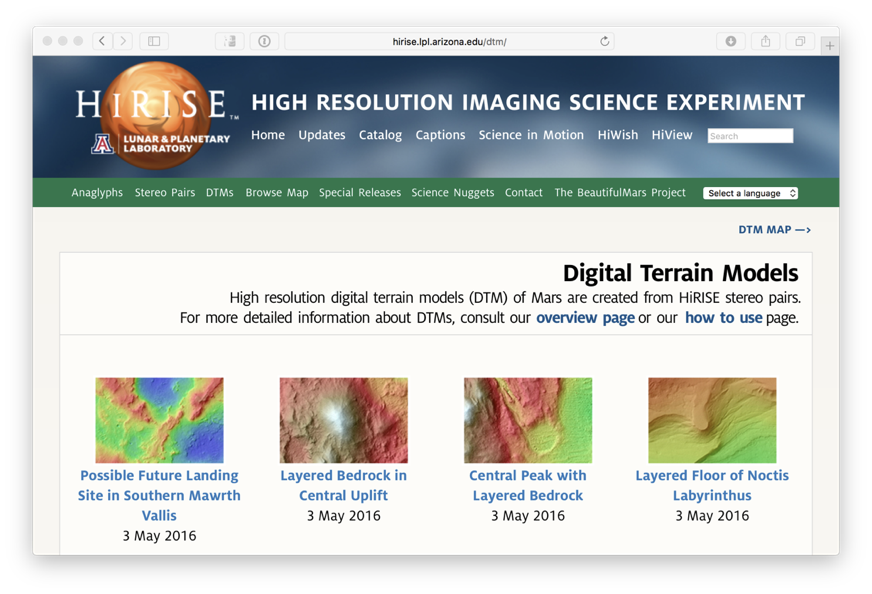 hirise.lpl.arizona.edu/dtm/
HiRISE™
HIGH RESOLUTION IMAGING SCIENCE EXPERIMENT
A LUNAR & PLANETARY
LABORATORY
Home Updates Catalog Captions Science in Motion HiWish HiView Search
Anaglyphs Stereo Pairs DTMs Browse Map Special Releases Science Nuggets Contact The BeautifulMars Project Select a language
DTM MAP —>
Digital Terrain Models
High resolution digital terrain models (DTM) of Mars are created from HiRISE stereo pairs.
For more detailed information about DTMs, consult our overview page or our how to use page.
Possible Future Landing
Site in Southern Mawrth
Vallis
3 May 2016
Layered Bedrock in
Central Uplift
3 May 2016
Central Peak with
Layered Bedrock
3 May 2016
Layered Floor of Noctis
Labyrinthus
3 May 2016